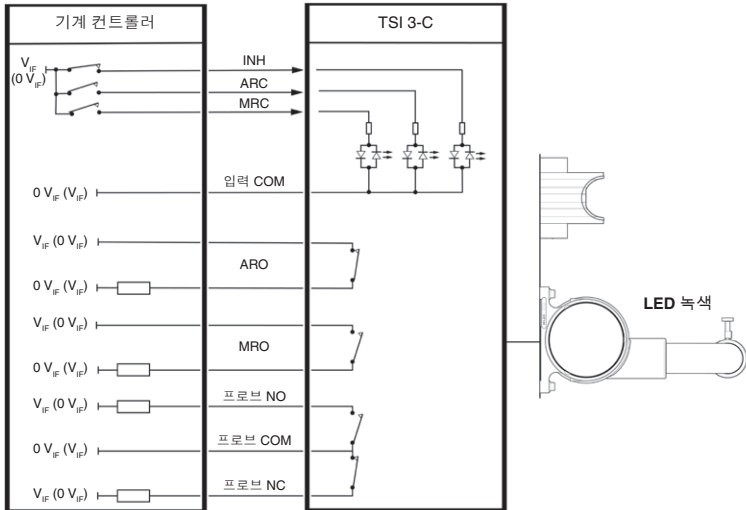 기계 컨트롤러
TSI 3-C
V_IF
(0 V_IF)
INH
ARC
MRC
0 V_IF (V_IF)
입력 COM
V_IF (0 V_IF)
ARO
0 V_IF (V_IF)
V_IF (0 V_IF)
MRO
0 V_IF (V_IF)
V_IF (0 V_IF)
프로브 NO
0 V_IF (V_IF)
프로브 COM
V_IF (0 V_IF)
프로브 NC
LED 녹색